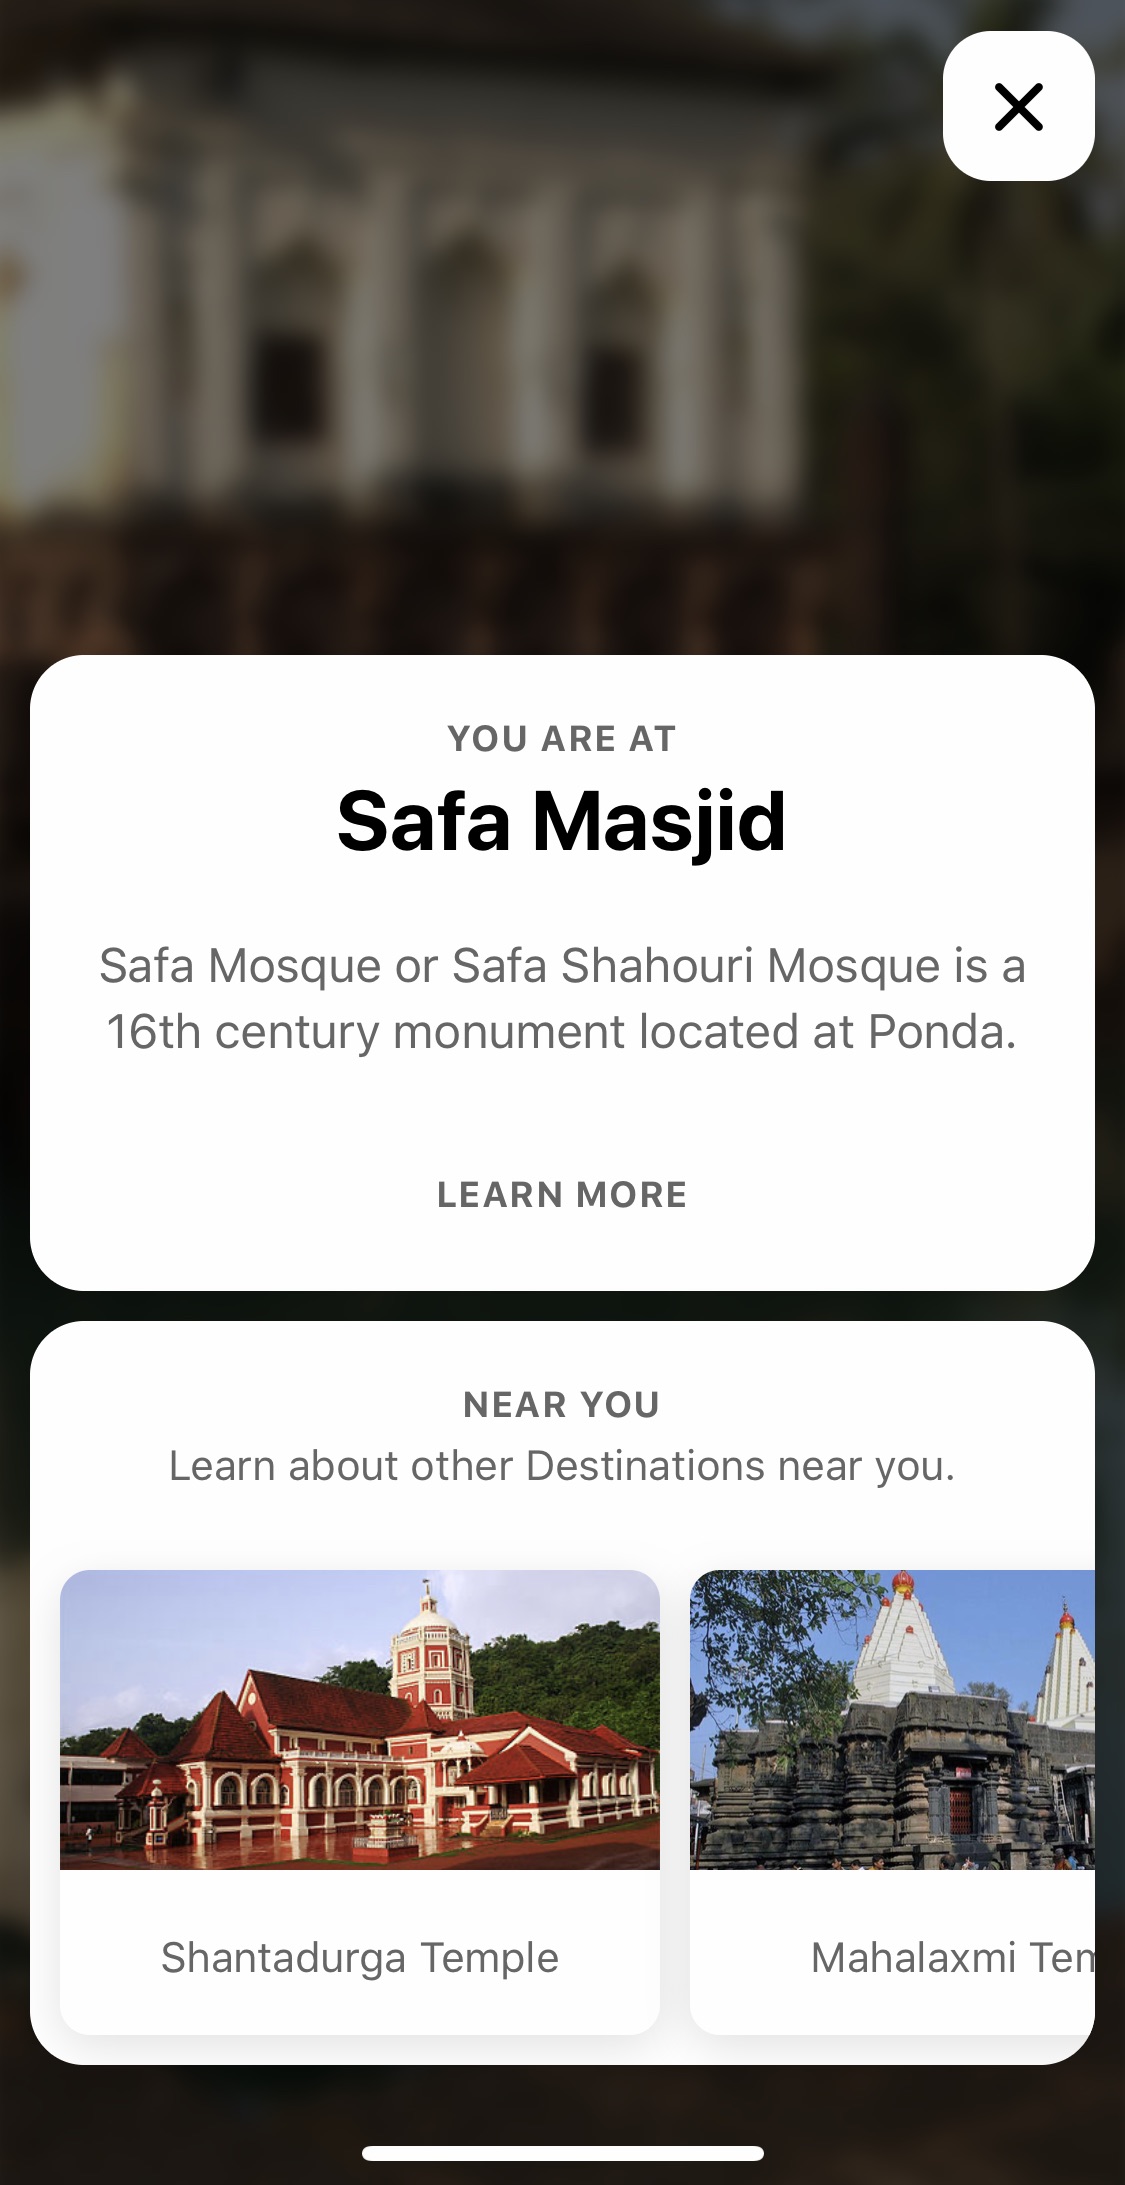 YOU ARE AT
Safa Masjid
Safa Mosque or Safa Shahouri Mosque is a
16th century monument located at Ponda.
LEARN MORE
NEAR YOU
Learn about other Destinations near you.
Shantadurga Temple
Mahalaxmi Tem